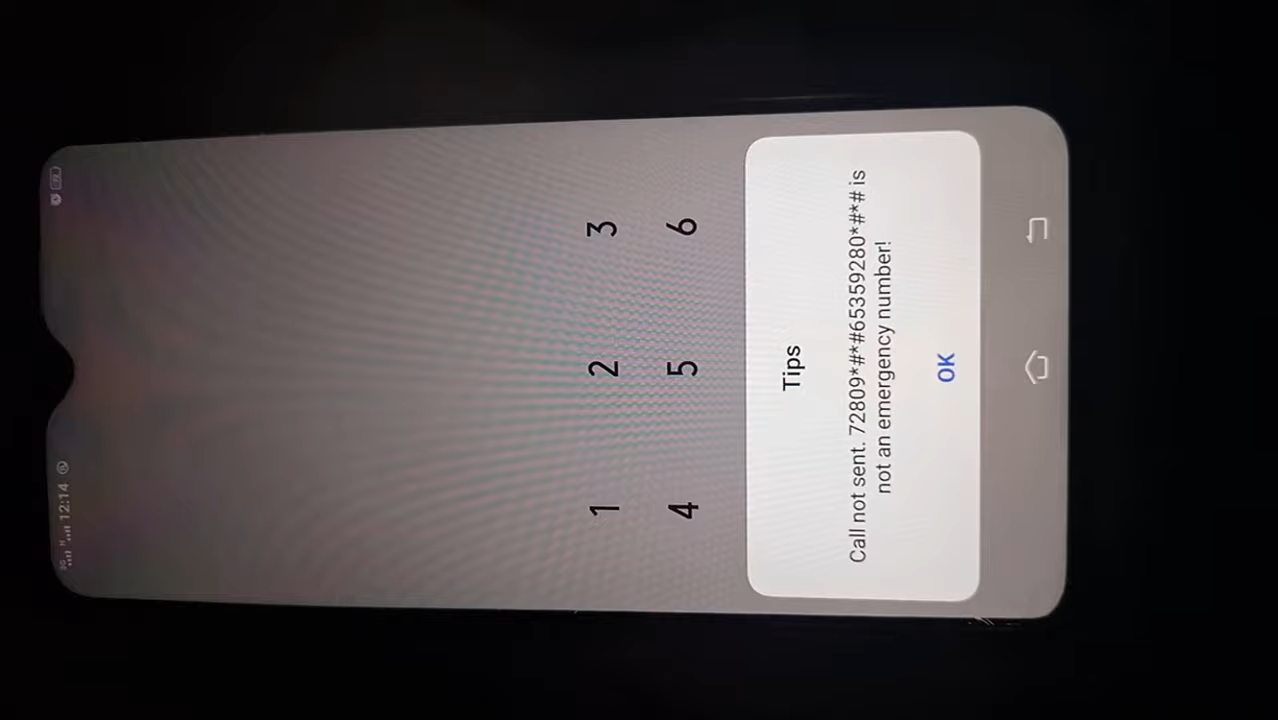 12:14
1 2 3
4 5 6
Tips
Call not sent. 72809*#*#65359280*#*# is
not an emergency number!
OK